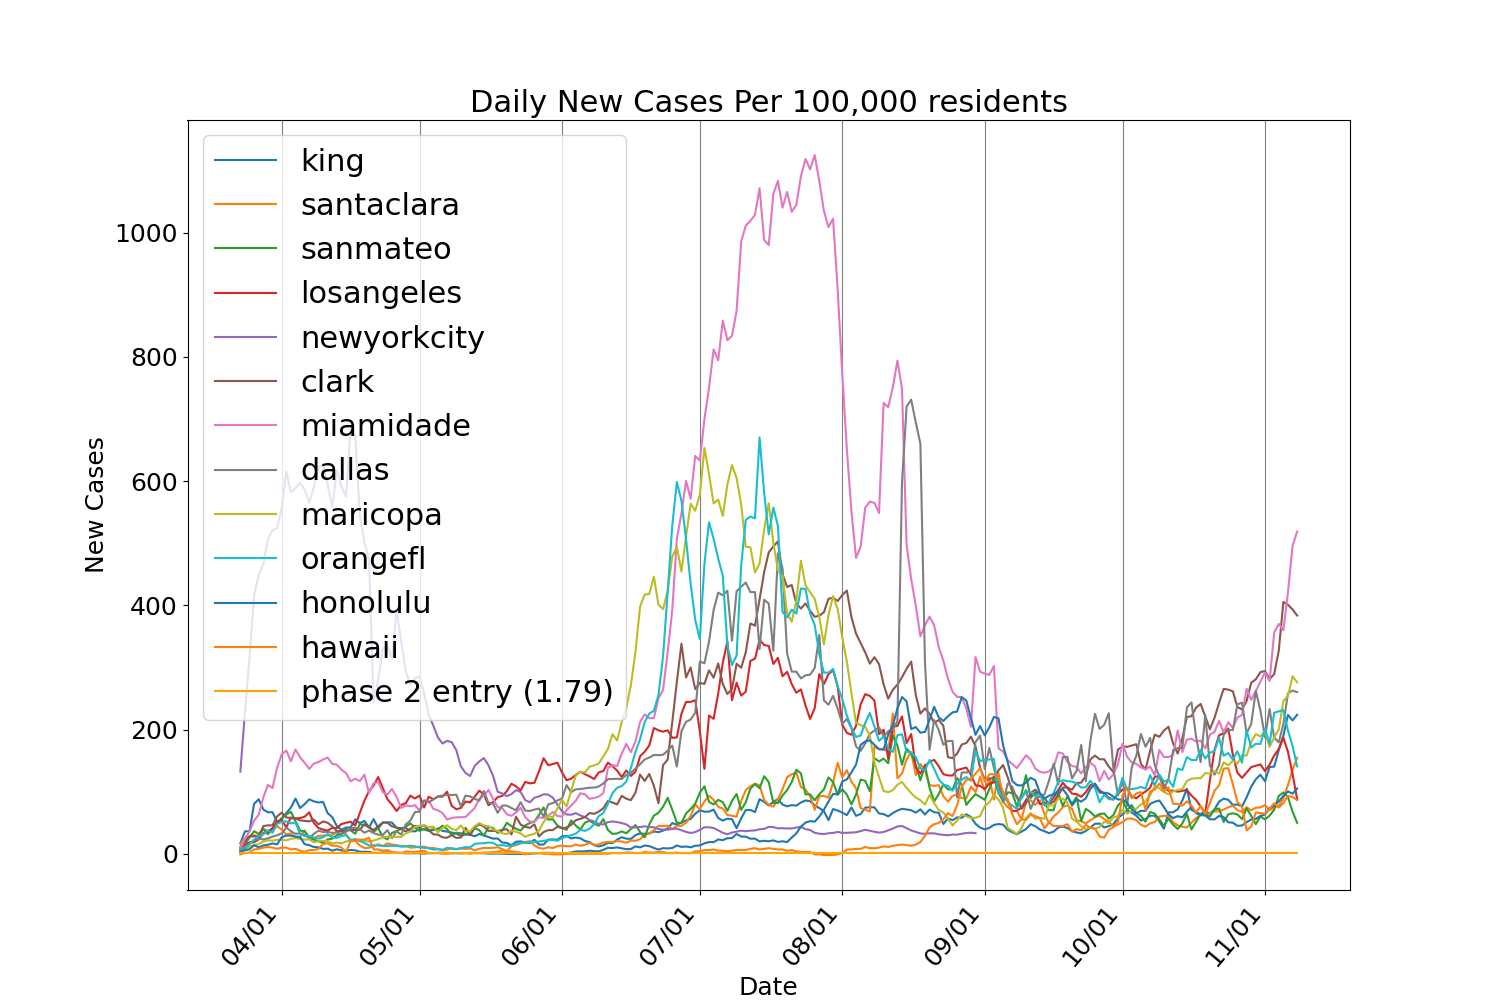 Daily New Cases Per 100,000 residents
king
santaclara
sanmateo
losangeles
newyorkcity
clark
miamidade
dallas
maricopa
orangefl
honolulu
hawaii
phase 2 entry (1.79)
1000
800
600
400
200
0
New Cases
04/01
05/01
06/01
07/01
08/01
09/01
10/01
11/01
Date